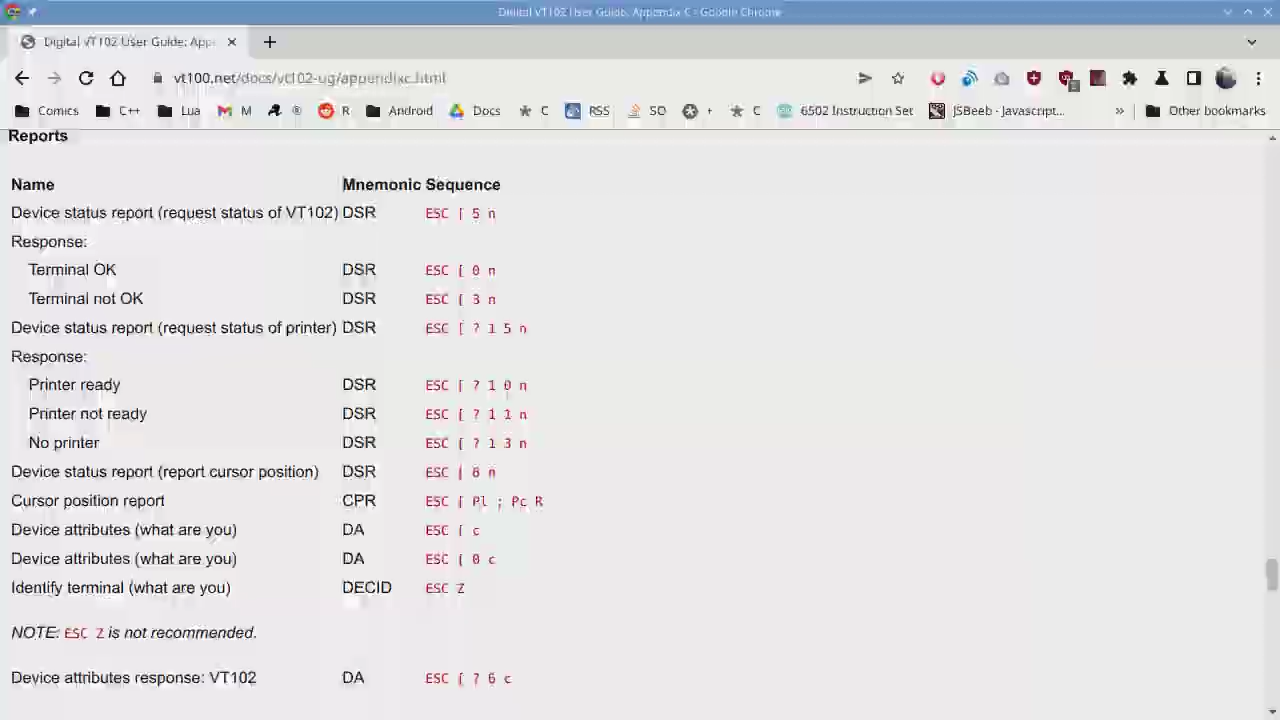 Digital VT102 User Guide: Appendix C - Google Chrome
Digital VT102 User Guide: Appe
vt100.net/docs/vt102-ug/appendixc.html
Comics C++ Lua M ® R Android Docs C RSS SO + C 6502 Instruction Set JSBeeb - Javascript... » Other bookmarks
Reports
Name Mnemonic Sequence
Device status report (request status of VT102) DSR ESC [ 5 n
Response:
Terminal OK DSR ESC [ 0 n
Terminal not OK DSR ESC [ 3 n
Device status report (request status of printer) DSR ESC [ ? 1 5 n
Response:
Printer ready DSR ESC [ ? 1 0 n
Printer not ready DSR ESC [ ? 1 1 n
No printer DSR ESC [ ? 1 3 n
Device status report (report cursor position) DSR ESC [ 6 n
Cursor position report CPR ESC [ Pl ; Pc R
Device attributes (what are you) DA ESC [ c
Device attributes (what are you) DA ESC [ 0 c
Identify terminal (what are you) DECID ESC Z
NOTE: ESC Z is not recommended.
Device attributes response: VT102 DA ESC [ ? 6 c